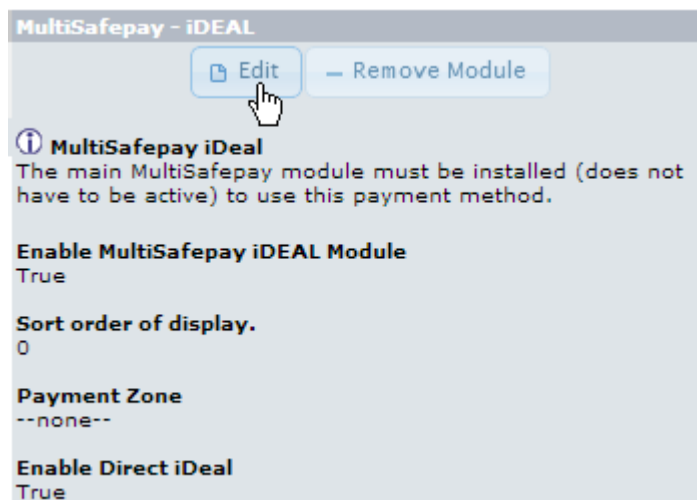 MultiSafepay - iDEAL
Edit
Remove Module
MultiSafepay iDeal
The main MultiSafepay module must be installed (does not
have to be active) to use this payment method.
Enable MultiSafepay iDEAL Module
True
Sort order of display.
0
Payment Zone
--none--
Enable Direct iDeal
True